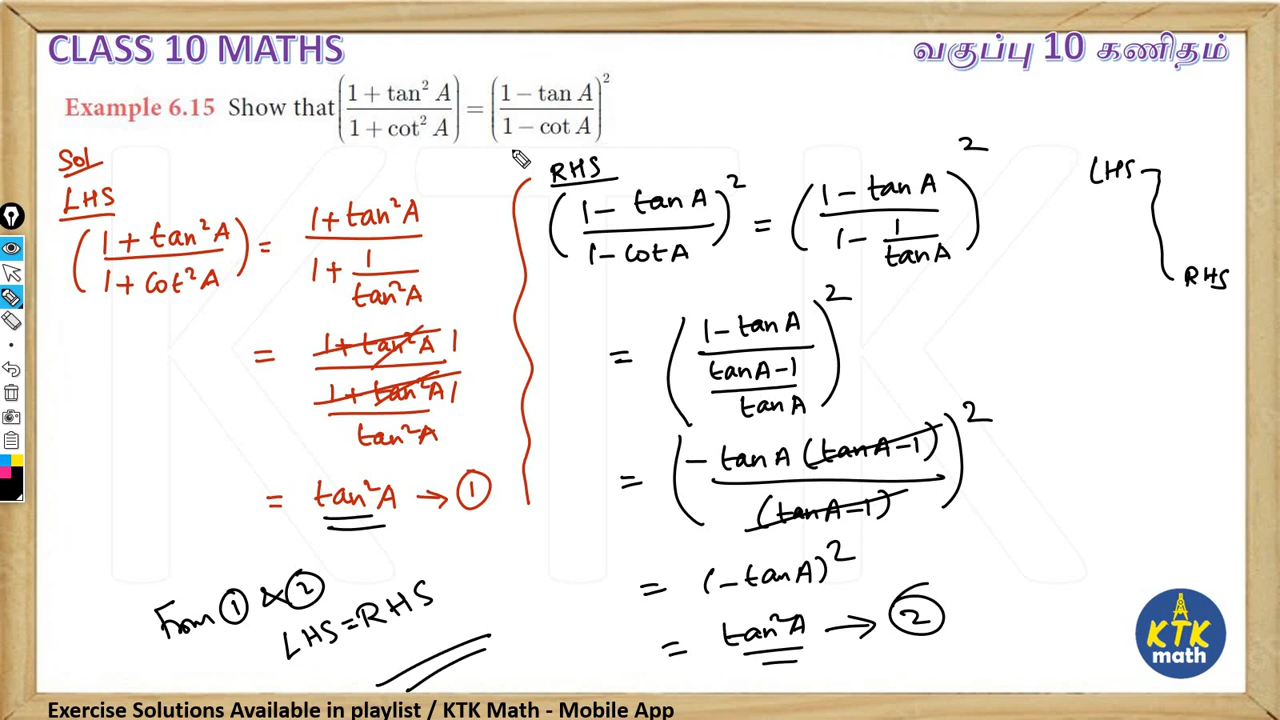 CLASS 10 MATHS
வகுப்பு 10 கணிதம்
Example 6.15 Show that ((1 + tan² A)/(1 + cot² A)) = ((1 − tan A)/(1 − cot A))²
Sol
LHS
((1 + tan²A)/(1 + cot²A)) = (1 + tan²A)/(1 + 1/tan²A)
= (1 + tan²A) 1/((1 + tan²A) 1/tan²A)
= tan²A → ①
RHS
((1 − tanA)/(1 − cotA))² = ((1 − tanA)/(1 − 1/tanA))²
= ((1 − tanA)/((tanA − 1)/tanA))²
= (− tanA (tanA − 1)/(tanA − 1))²
= (− tanA)²
= tan²A → ②
LHS
RHS
From ① & ②
LHS = RHS
KTK
math
Exercise Solutions Available in playlist / KTK Math - Mobile App